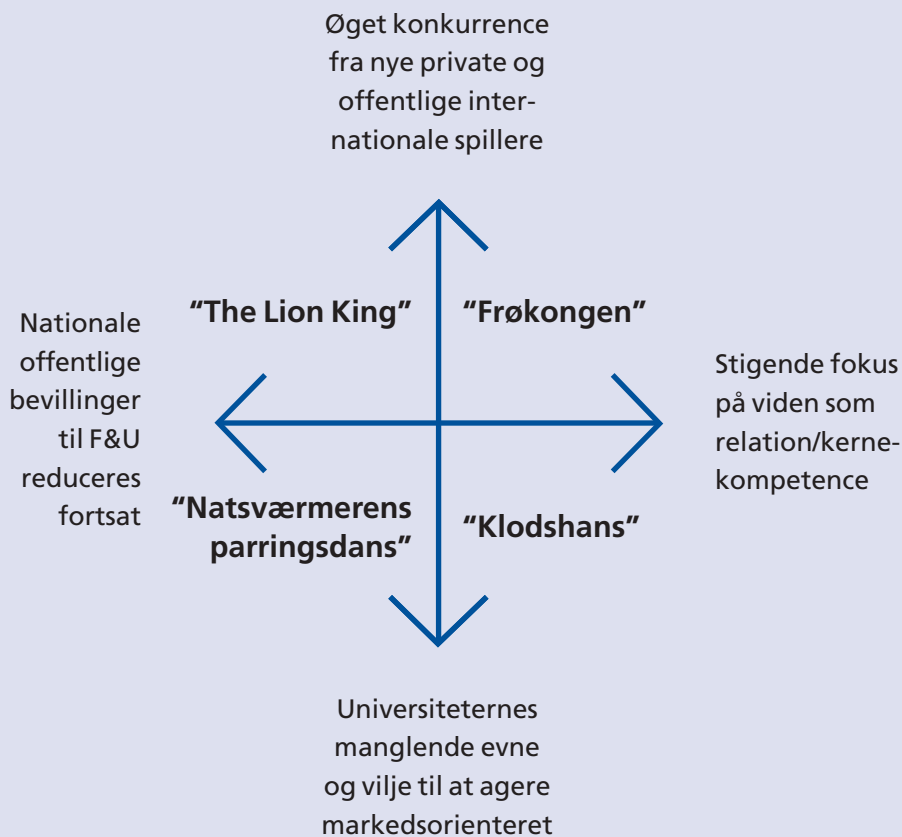 Øget konkurrence
fra nye private og
offentlige inter-
nationale spillere
“The Lion King”
“Frøkongen”
Nationale
offentlige
bevillinger
til F&U
reduceres
fortsat
Stigende fokus
på viden som
relation/kerne-
kompetence
“Natsværmerens
parringsdans”
“Klodshans”
Universiteternes
manglende evne
og vilje til at agere
markedsorienteret